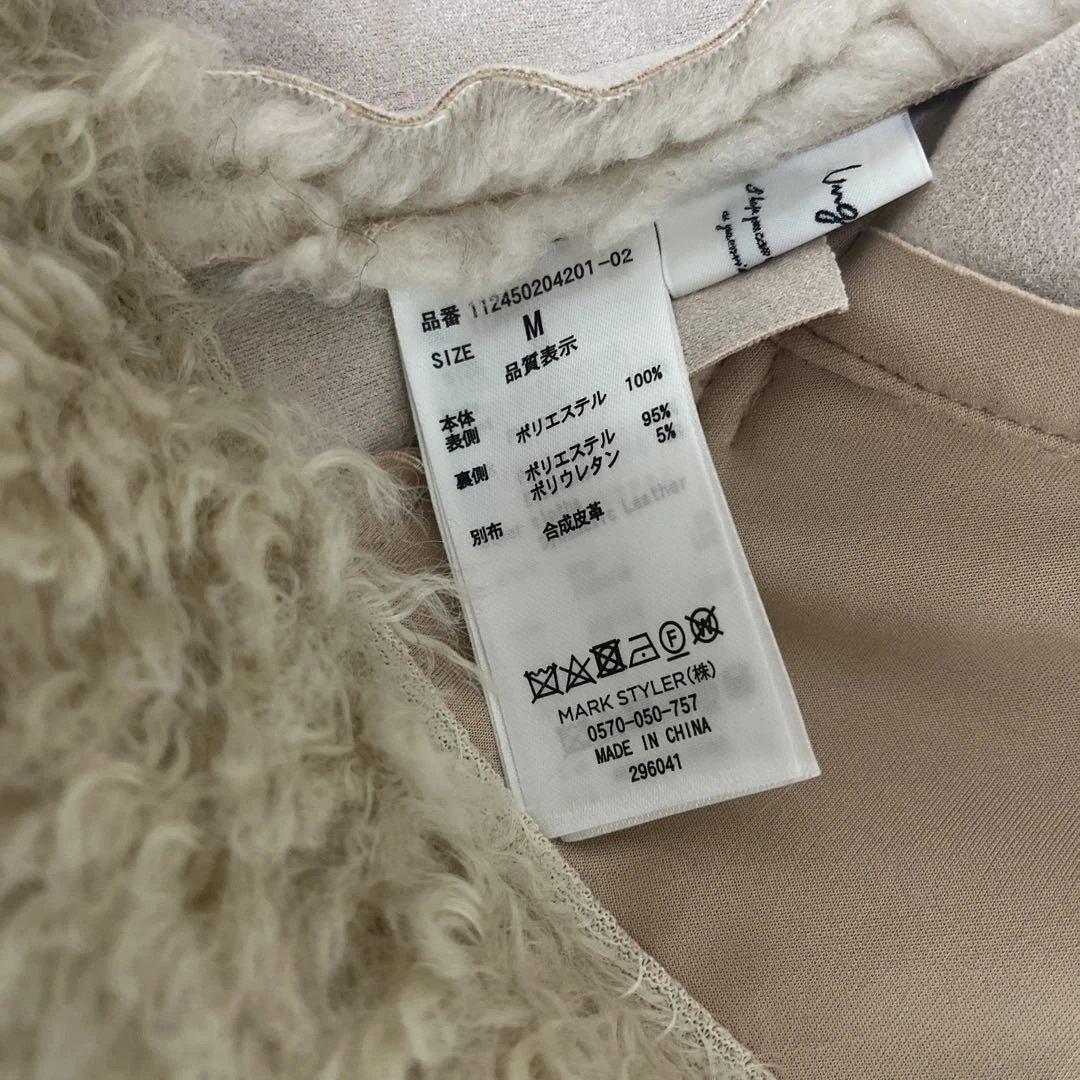 品番 112450204201-02
SIZE M
品質表示
本体
表側 ポリエステル 100%
裏側 ポリエステル 95%
ポリウレタン 5%
別布 合成皮革
MARK STYLER(株)
0570-050-757
MADE IN CHINA
296041
Ung